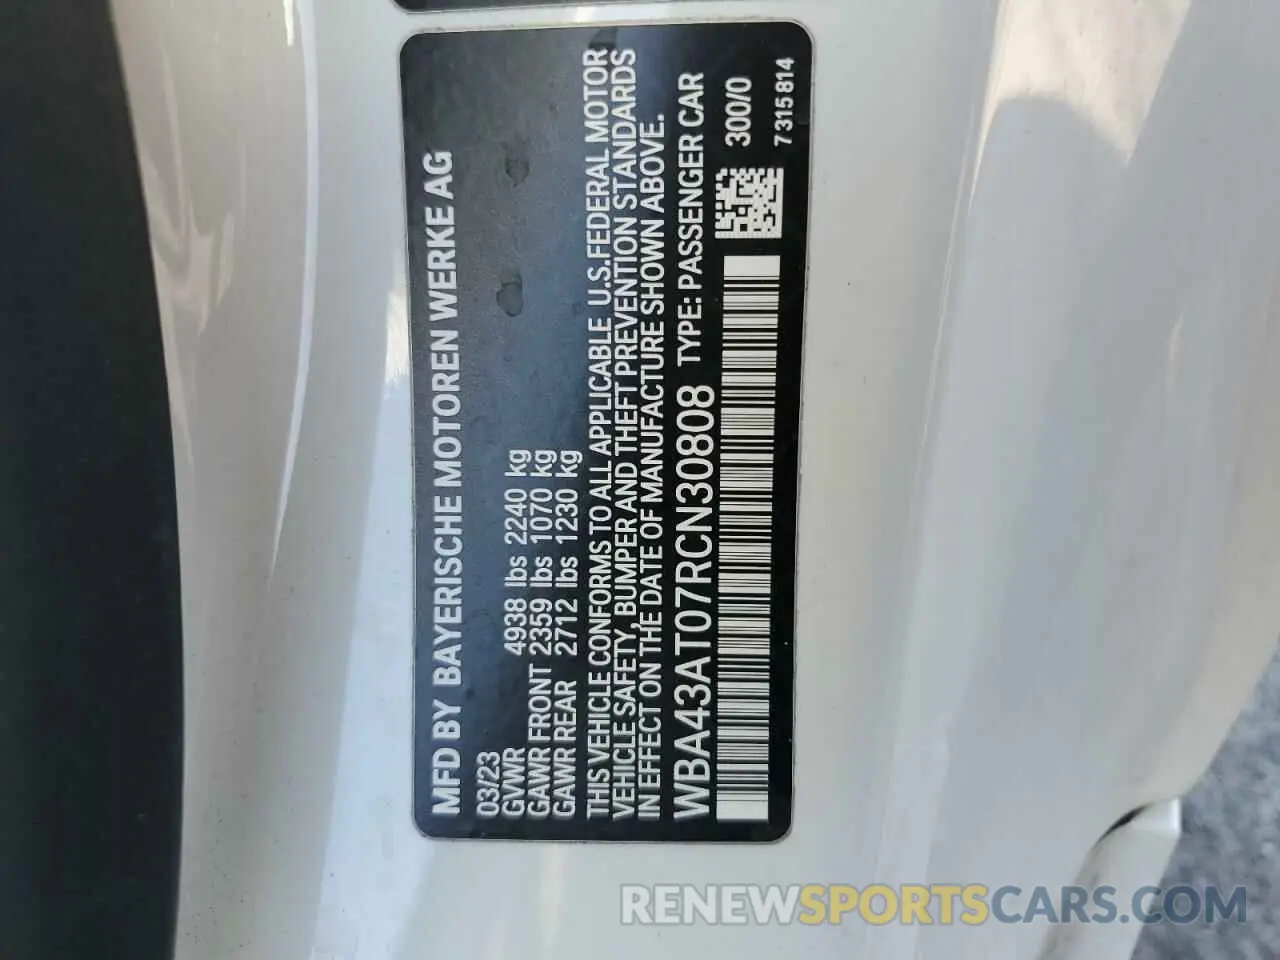 MFD BY BAYERISCHE MOTOREN WERKE AG
03/23
GVWR 4938 lbs 2240 kg
GAWR FRONT 2359 lbs 1070 kg
GAWR REAR 2712 lbs 1230 kg
THIS VEHICLE CONFORMS TO ALL APPLICABLE U.S.FEDERAL MOTOR
VEHICLE SAFETY, BUMPER AND THEFT PREVENTION STANDARDS
IN EFFECT ON THE DATE OF MANUFACTURE SHOWN ABOVE.
WBA43AT07RCN30808 TYPE: PASSENGER CAR
300/0
7 315 814
RENEWSPORTSCARS.COM